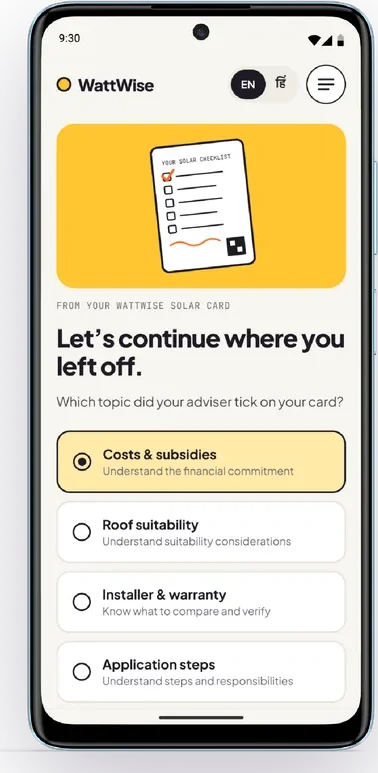 9:30
WattWise
EN
हिं
YOUR SOLAR CHECKLIST
FROM YOUR WATTWISE SOLAR CARD
Let’s continue where you
left off.
Which topic did your adviser tick on your card?
Costs & subsidies
Understand the financial commitment
Roof suitability
Understand suitability considerations
Installer & warranty
Know what to compare and verify
Application steps
Understand steps and responsibilities